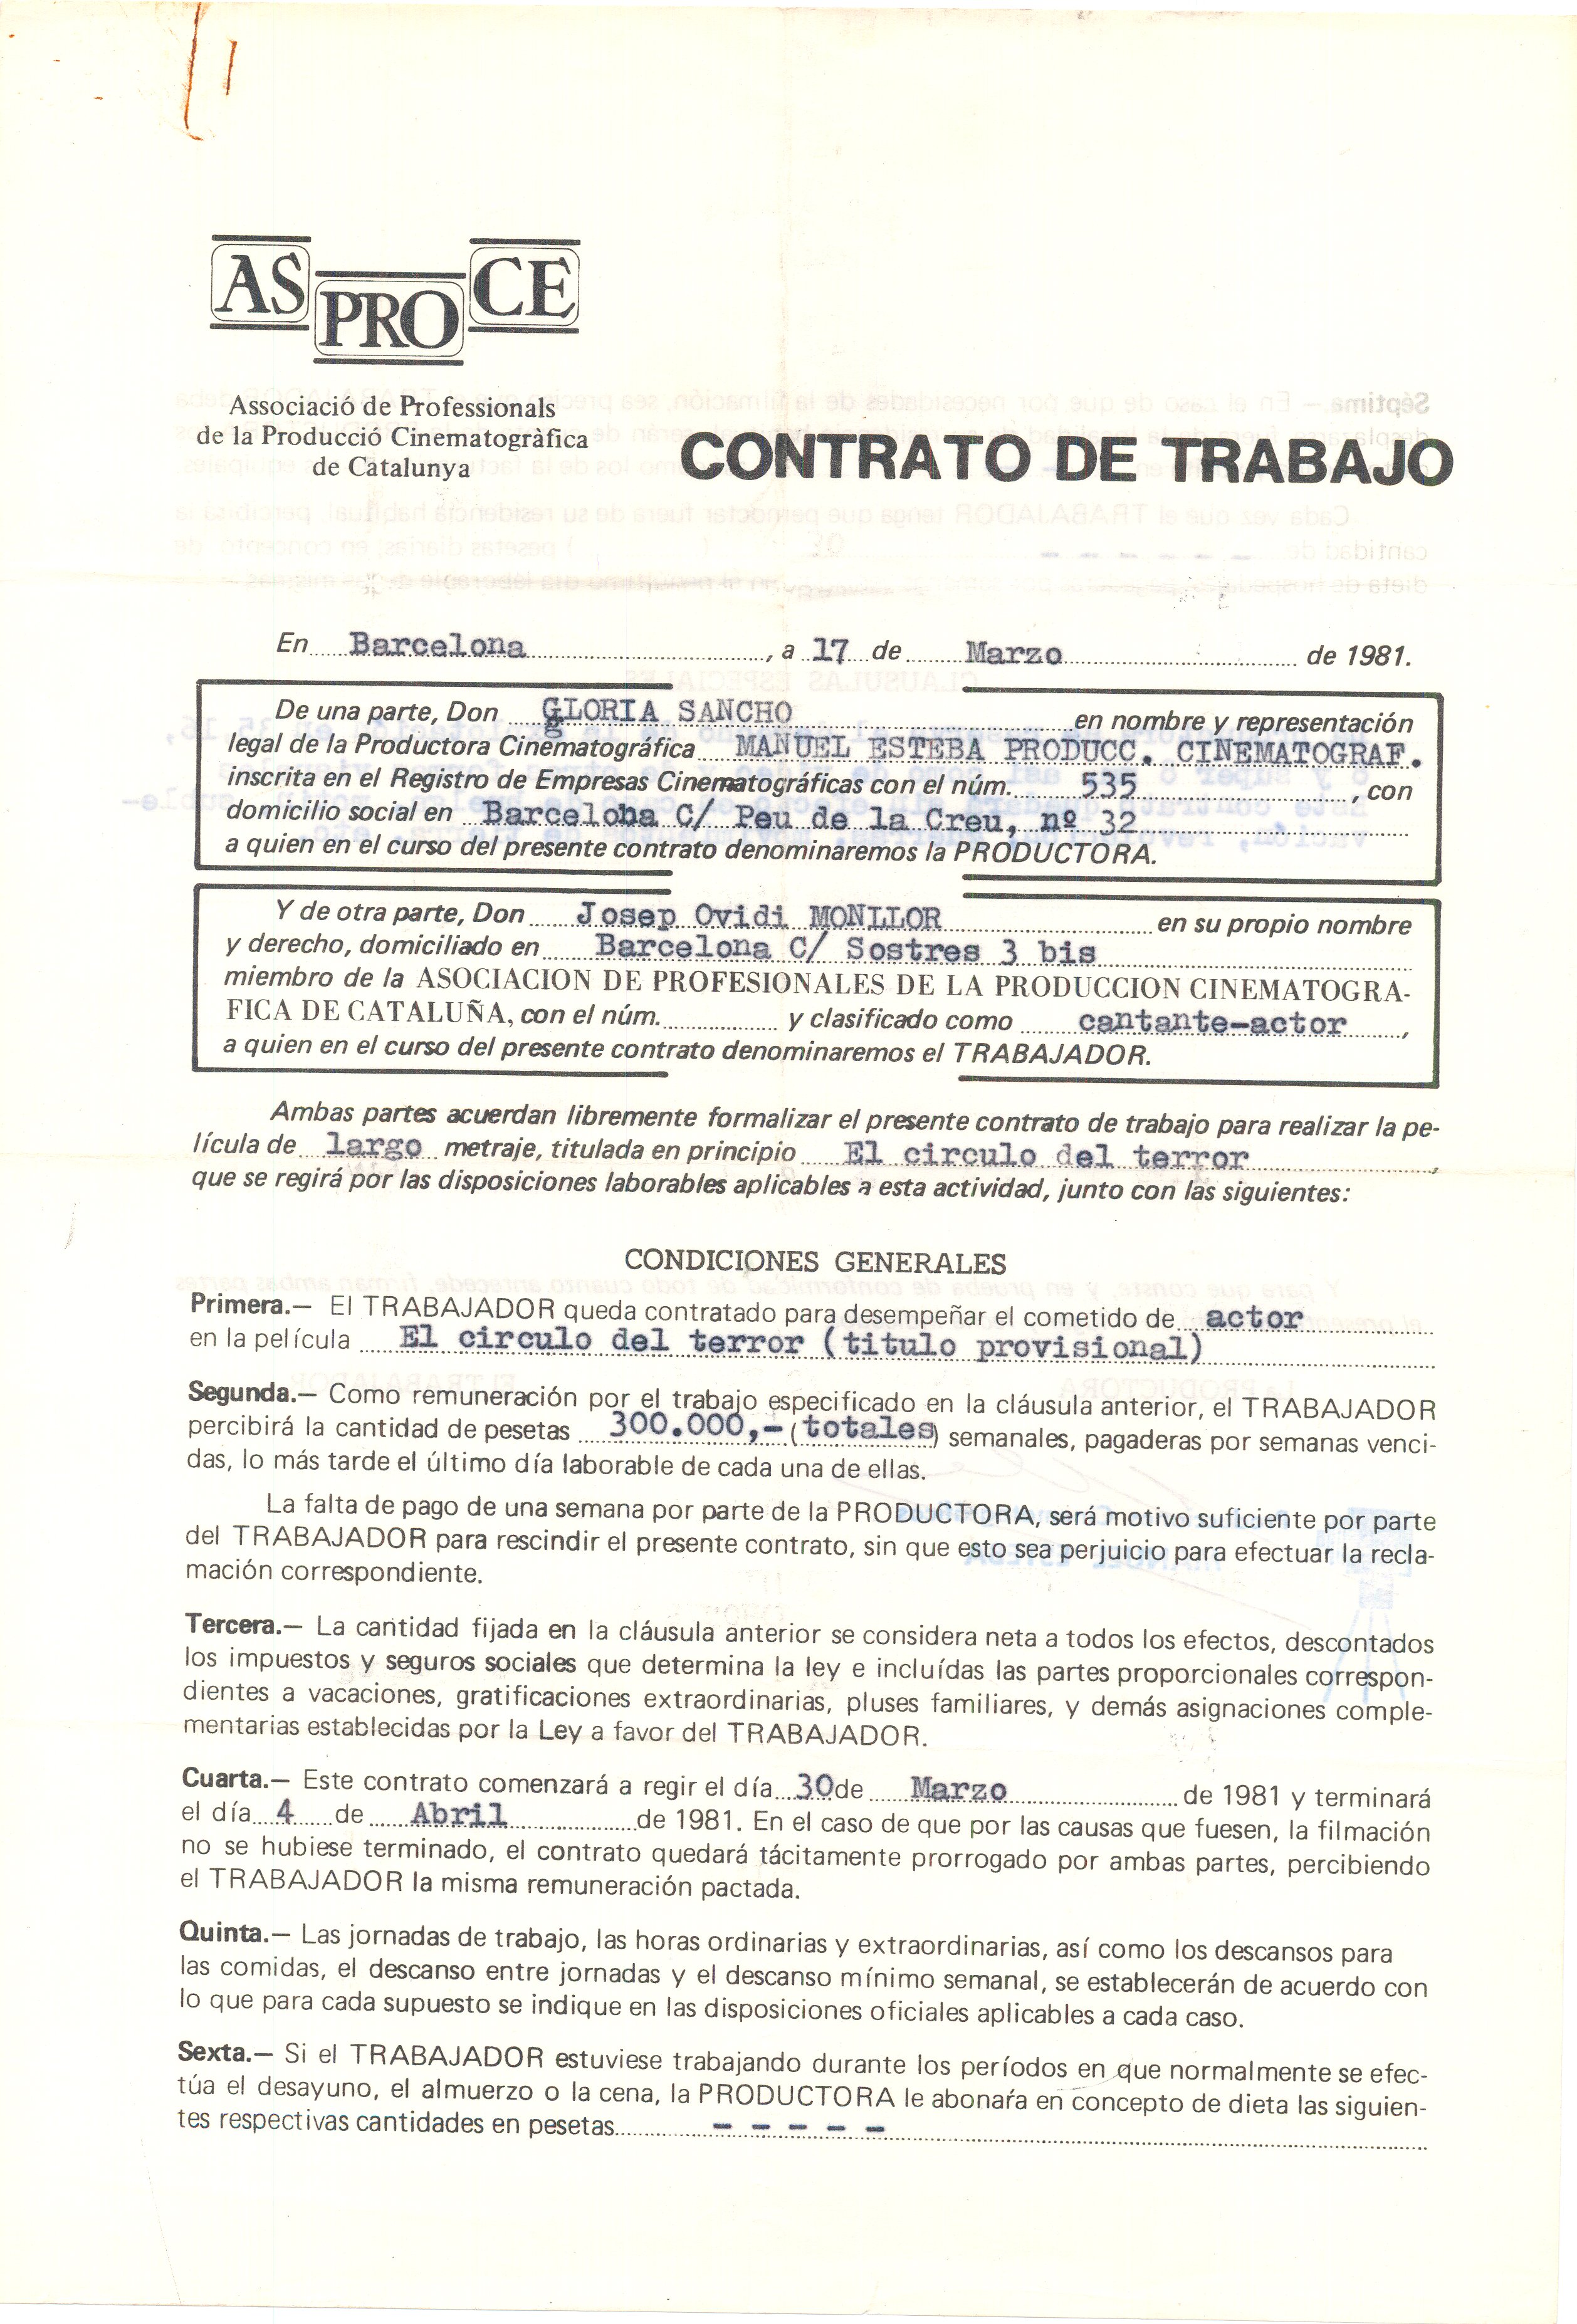 AS PRO CE
Associació de Professionals
de la Producció Cinematogràfica
de Catalunya
CONTRATO DE TRABAJO
En Barcelona, a 17 de Marzo de 1981.
De una parte, Don GLORIA SANCHO en nombre y representación
legal de la Productora Cinematográfica MANUEL ESTEBA PRODUCC. CINEMATOGRAF.
inscrita en el Registro de Empresas Cinematográficas con el núm. 535, con
domicilio social en Barceloba C/ Peu de la Creu, nº 32
a quien en el curso del presente contrato denominaremos la PRODUCTORA.
Y de otra parte, Don Josep Ovidi MONLLOR en su propio nombre
y derecho, domiciliado en Barcelona C/ Sostres 3 bis
miembro de la ASOCIACION DE PROFESIONALES DE LA PRODUCCION CINEMATOGRA-
FICA DE CATALUÑA, con el núm. y clasificado como cantante-actor,
a quien en el curso del presente contrato denominaremos el TRABAJADOR.
Ambas partes acuerdan libremente formalizar el presente contrato de trabajo para realizar la pe-
lícula de largo metraje, titulada en principio El circulo del terror,
que se regirá por las disposiciones laborables aplicables a esta actividad, junto con las siguientes:
CONDICIONES GENERALES
Primera.— El TRABAJADOR queda contratado para desempeñar el cometido de actor
en la película El circulo del terror (titulo provisional)
Segunda.— Como remuneración por el trabajo especificado en la cláusula anterior, el TRABAJADOR
percibirá la cantidad de pesetas 300.000,- (totales) semanales, pagaderas por semanas venci-
das, lo más tarde el último día laborable de cada una de ellas.
La falta de pago de una semana por parte de la PRODUCTORA, será motivo suficiente por parte
del TRABAJADOR para rescindir el presente contrato, sin que esto sea perjuicio para efectuar la recla-
mación correspondiente.
Tercera.— La cantidad fijada en la cláusula anterior se considera neta a todos los efectos, descontados
los impuestos y seguros sociales que determina la ley e incluídas las partes proporcionales correspon-
dientes a vacaciones, gratificaciones extraordinarias, pluses familiares, y demás asignaciones comple-
mentarias establecidas por la Ley a favor del TRABAJADOR.
Cuarta.— Este contrato comenzará a regir el día 30 de Marzo de 1981 y terminará
el día 4 de Abril de 1981. En el caso de que por las causas que fuesen, la filmación
no se hubiese terminado, el contrato quedará tácitamente prorrogado por ambas partes, percibiendo
el TRABAJADOR la misma remuneración pactada.
Quinta.— Las jornadas de trabajo, las horas ordinarias y extraordinarias, así como los descansos para
las comidas, el descanso entre jornadas y el descanso mínimo semanal, se establecerán de acuerdo con
lo que para cada supuesto se indique en las disposiciones oficiales aplicables a cada caso.
Sexta.— Si el TRABAJADOR estuviese trabajando durante los períodos en que normalmente se efec-
túa el desayuno, el almuerzo o la cena, la PRODUCTORA le abonará en concepto de dieta las siguien-
tes respectivas cantidades en pesetas - - - - -